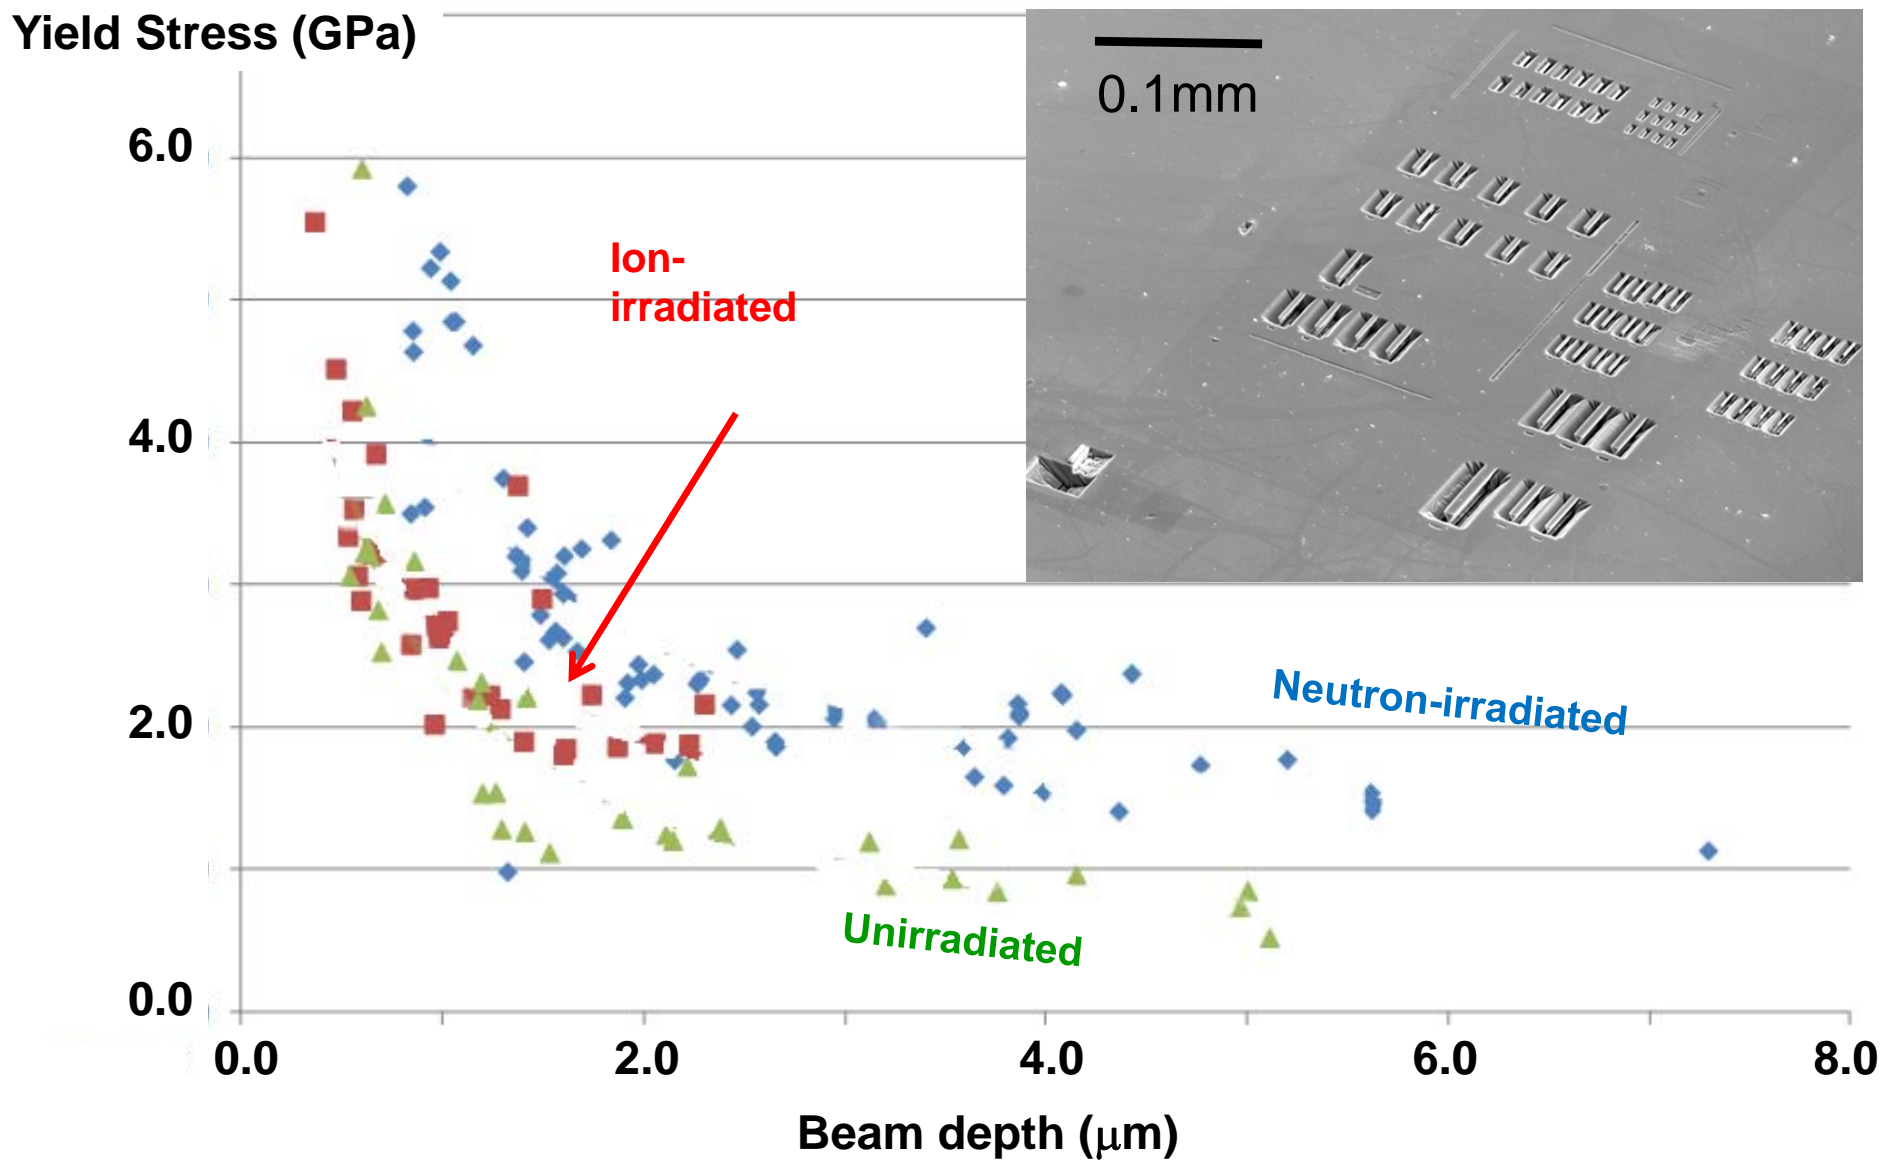 Yield Stress (GPa)
0.1mm
6.0
Ion-
irradiated
4.0
Neutron-irradiated
2.0
Unirradiated
0.0
0.0 2.0 4.0 6.0 8.0
Beam depth (μm)